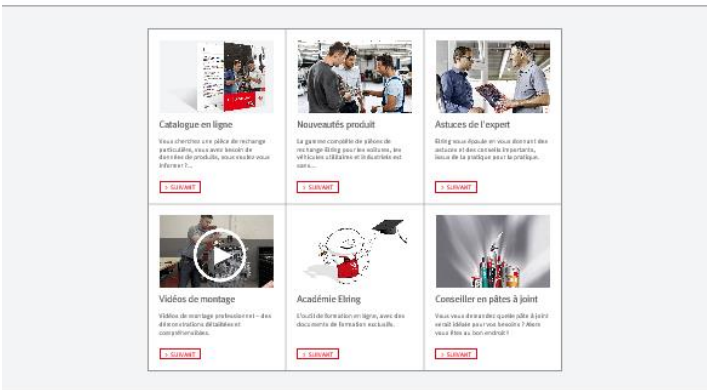 Catalogue en ligne
Vous cherchez une pièce de rechange
particulière, vous avez besoin de
données de produits, vous voulez vous
informer ?...
> SUIVANT
Nouveautés produit
La gamme complète de pièces de
rechange Elring pour les voitures, les
véhicules utilitaires et industriels est
sans...
> SUIVANT
Astuces de l'expert
Elring vous épaule en vous donnant des
astuces et des conseils importants,
issus de la pratique pour la pratique.
> SUIVANT
Vidéos de montage
Vidéos de montage professionnel – des
démonstrations détaillées et
compréhensibles.
> SUIVANT
Académie Elring
L'outil de formation en ligne, avec des
documents de formation exclusifs.
> SUIVANT
Conseiller en pâtes à joint
Vous vous demandez quelle pâte à joint
serait idéale pour vos besoins ? Alors
vous êtes au bon endroit !
> SUIVANT